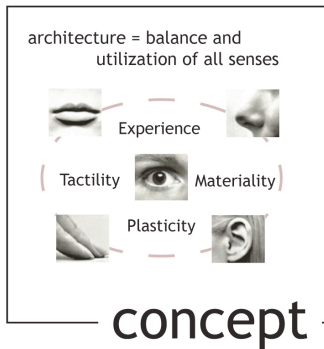 architecture = balance and
utilization of all senses
Experience
Tactility Materiality
Plasticity
concept